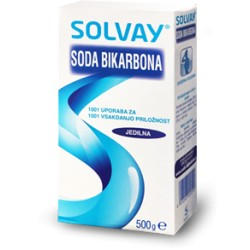 SOLVAY
SODA BIKARBONA
1001 UPORABA ZA
1001 VSAKDANJO PRILOŽNOST
JEDILNA
500g e